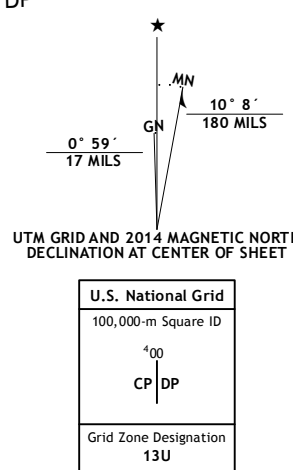 DP
★
MN
GN
0° 59´
17 MILS
10° 8´
180 MILS
UTM GRID AND 2014 MAGNETIC NORTH
DECLINATION AT CENTER OF SHEET
U.S. National Grid
100,000-m Square ID
⁴00
CP DP
Grid Zone Designation
13U